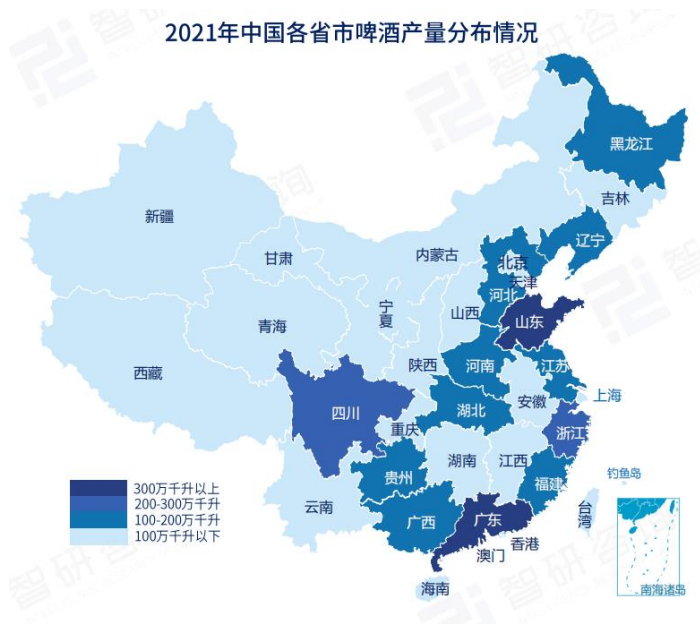 2021年中国各省市啤酒产量分布情况
智研咨询
黑龙江
吉林
新疆
辽宁
内蒙古
甘肃
北京
天津
河北
宁夏
山西
山东
青海
陕西
河南
江苏
西藏
上海
安徽
四川
湖北
重庆
浙江
湖南
江西
钓鱼岛
贵州
福建
300万千升以上
200-300万千升
100-200万千升
100万千升以下
云南
台湾
广西
广东
香港
澳门
海南
南海诸岛